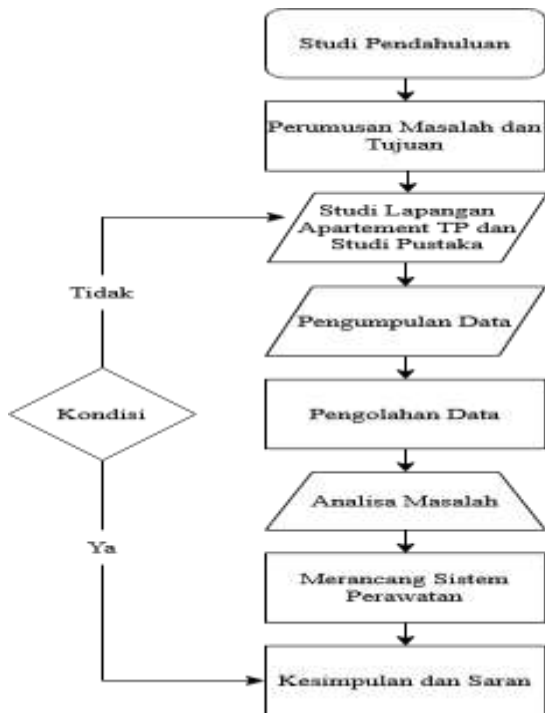 Studi Pendahuluan
Perumusan Masalah dan
Tujuan
Studi Lapangan
Apartement TP dan
Studi Pustaka
Tidak
Pengumpulan Data
Kondisi
Pengolahan Data
Analisa Masalah
Ya
Merancang Sistem
Perawatan
Kesimpulan dan Saran